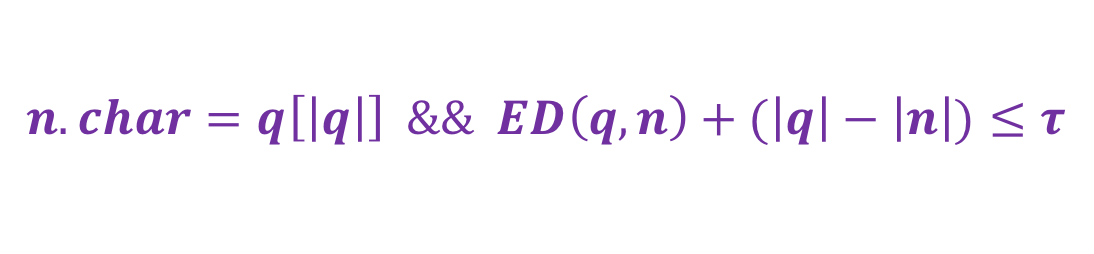 n.char = q[|q|] && ED(q,n) + (|q| − |n|) ≤ τ